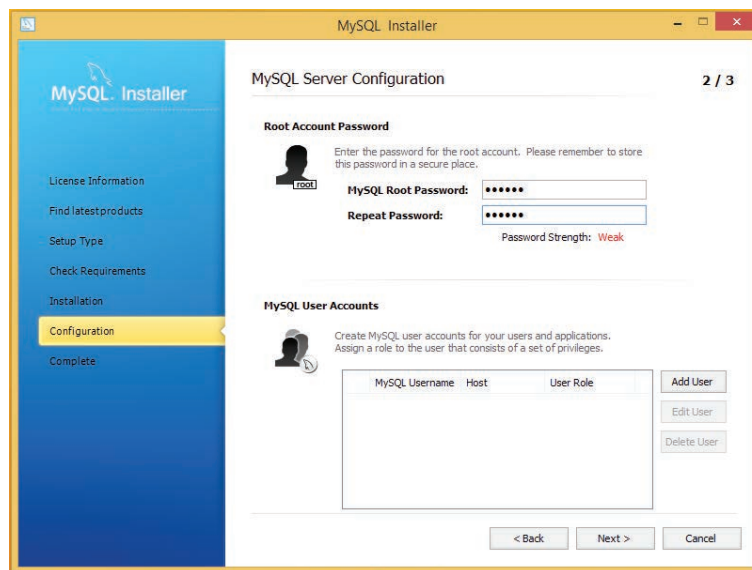 MySQL Installer
MySQL. Installer
License Information
Find latest products
Setup Type
Check Requirements
Installation
Configuration
Complete
MySQL Server Configuration
2 / 3
Root Account Password
Enter the password for the root account. Please remember to store
this password in a secure place.
root
MySQL Root Password: ••••••
Repeat Password: ••••••
Password Strength: Weak
MySQL User Accounts
Create MySQL user accounts for your users and applications.
Assign a role to the user that consists of a set of privileges.
MySQL Username Host User Role
Add User
Edit User
Delete User
< Back Next > Cancel